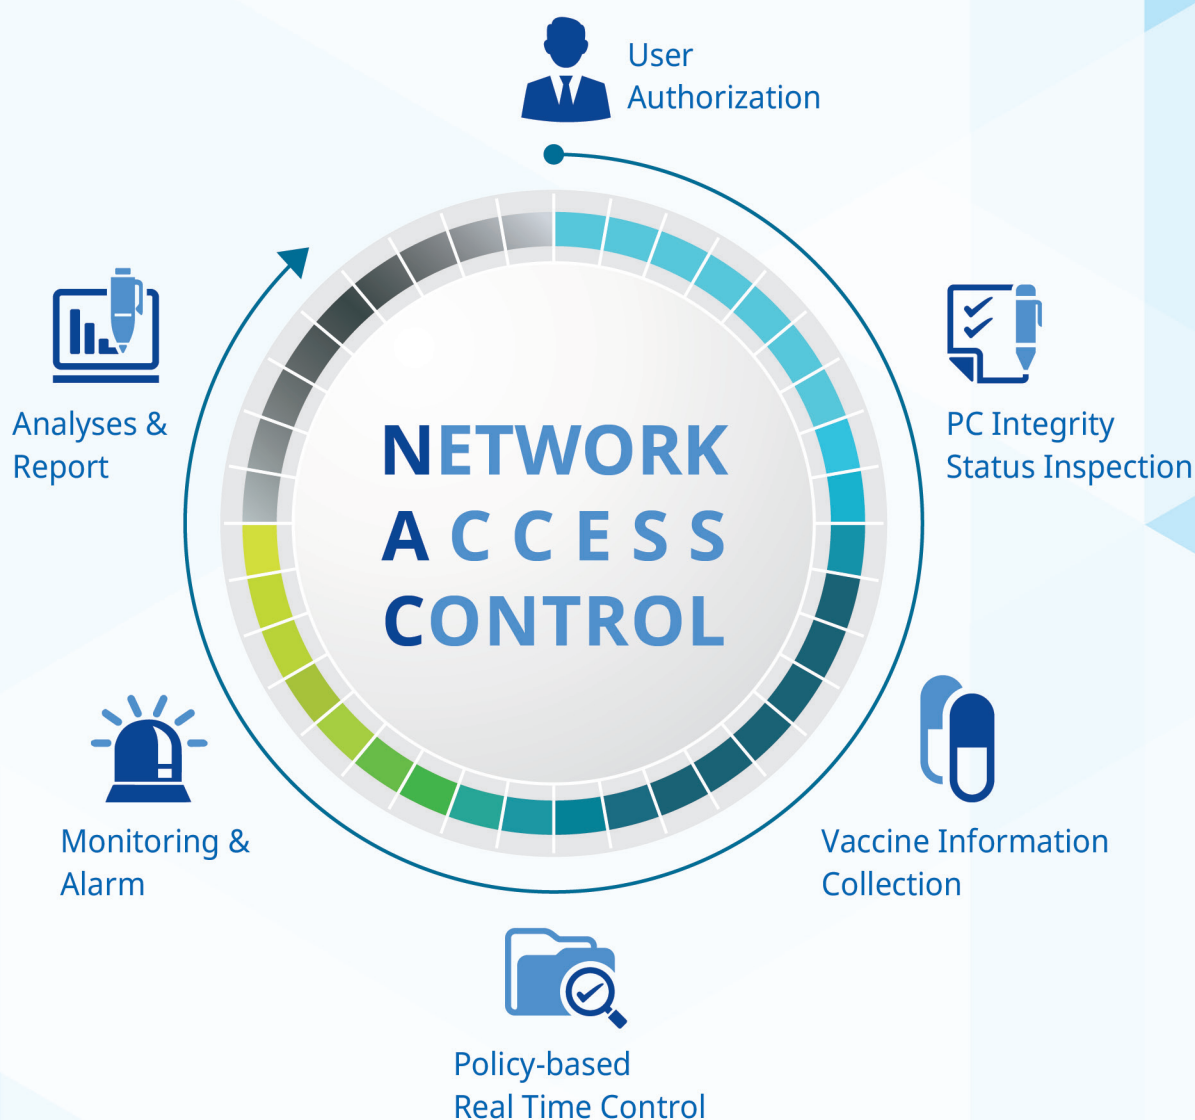 User
Authorization
PC Integrity
Status Inspection
Vaccine Information
Collection
Policy-based
Real Time Control
Monitoring &
Alarm
Analyses &
Report
NETWORK
ACCESS
CONTROL